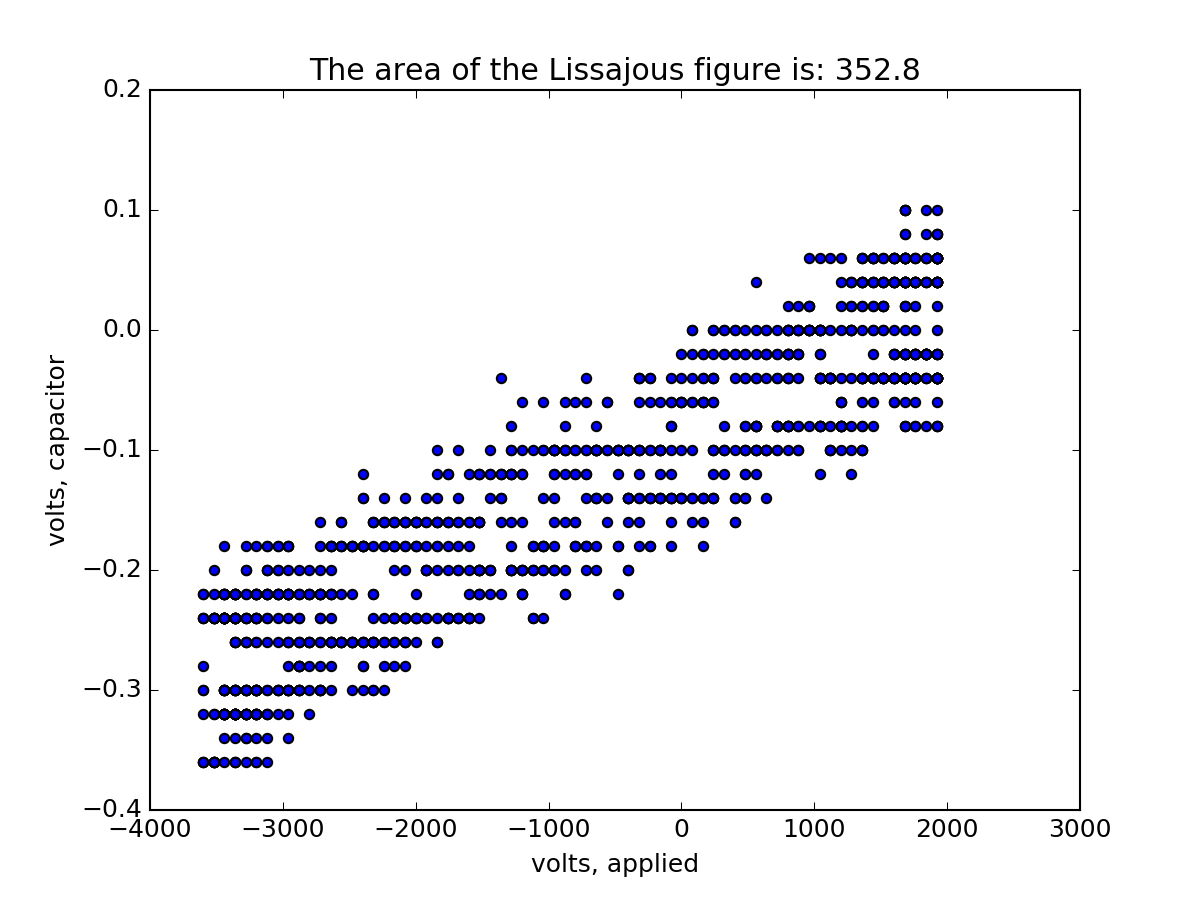 The area of the Lissajous figure is: 352.8
0.2
0.1
0.0
−0.1
−0.2
−0.3
−0.4
volts, capacitor
−4000 −3000 −2000 −1000 0 1000 2000 3000
volts, applied